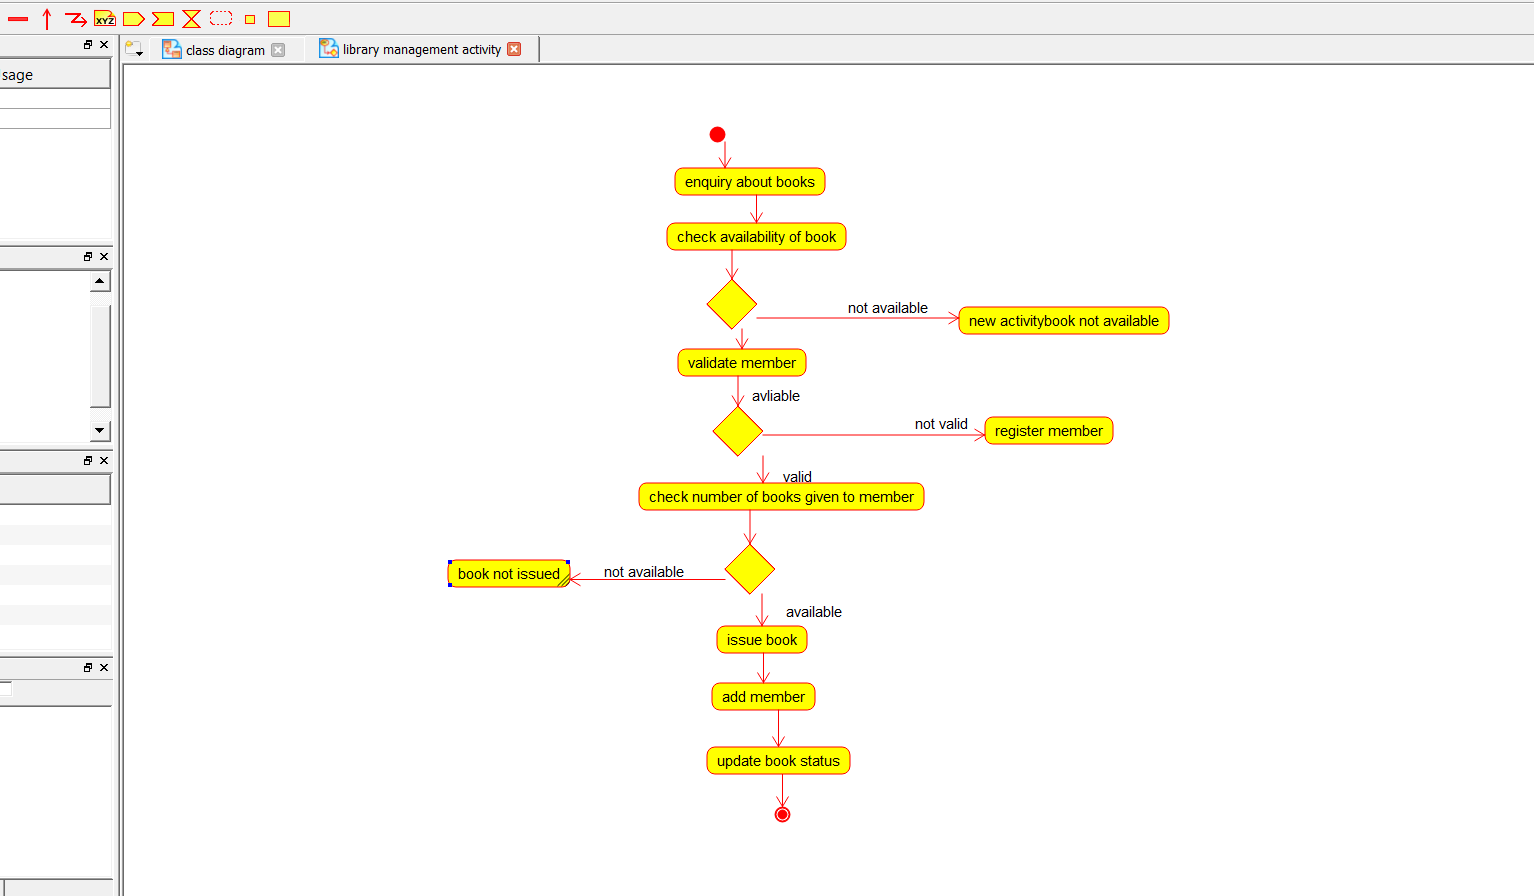 XYZ
sage
class diagram
library management activity
enquiry about books
check availability of book
not available
new activitybook not available
validate member
avliable
not valid
register member
valid
check number of books given to member
book not issued
not available
available
issue book
add member
update book status